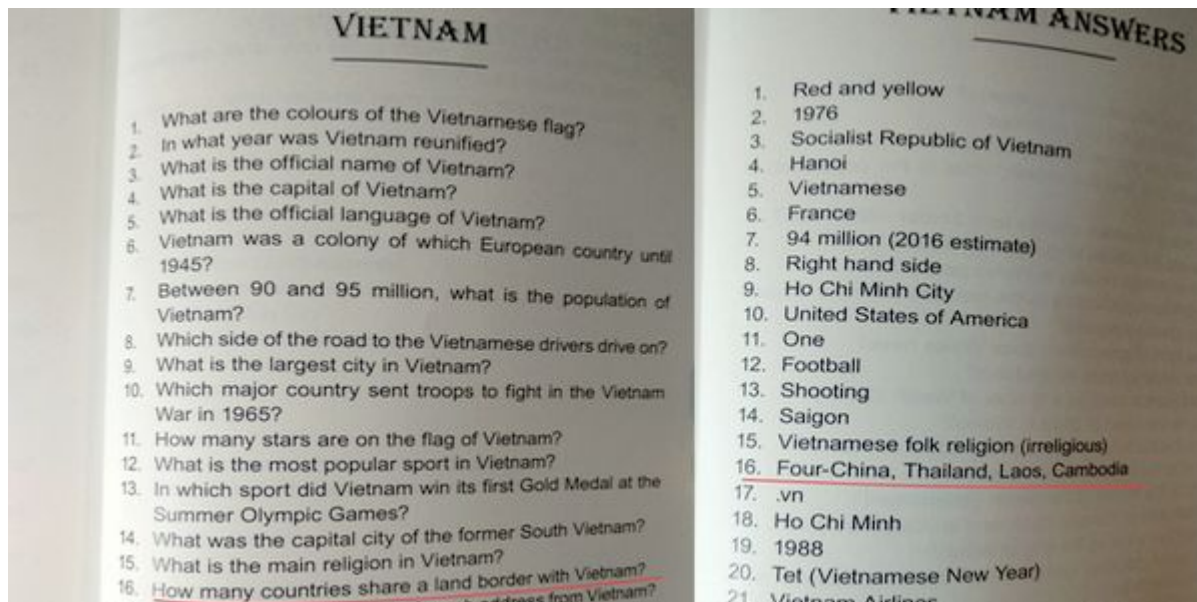 VIETNAM
1. What are the colours of the Vietnamese flag?
2. In what year was Vietnam reunified?
3. What is the official name of Vietnam?
4. What is the capital of Vietnam?
5. What is the official language of Vietnam?
6. Vietnam was a colony of which European country until
1945?
7. Between 90 and 95 million, what is the population of
Vietnam?
8. Which side of the road to the Vietnamese drivers drive on?
9. What is the largest city in Vietnam?
10. Which major country sent troops to fight in the Vietnam
War in 1965?
11. How many stars are on the flag of Vietnam?
12. What is the most popular sport in Vietnam?
13. In which sport did Vietnam win its first Gold Medal at the
Summer Olympic Games?
14. What was the capital city of the former South Vietnam?
15. What is the main religion in Vietnam?
16. How many countries share a land border with Vietnam?
address from Vietnam?
VIETNAM ANSWERS
1. Red and yellow
2. 1976
3. Socialist Republic of Vietnam
4. Hanoi
5. Vietnamese
6. France
7. 94 million (2016 estimate)
8. Right hand side
9. Ho Chi Minh City
10. United States of America
11. One
12. Football
13. Shooting
14. Saigon
15. Vietnamese folk religion (irreligious)
16. Four-China, Thailand, Laos, Cambodia
17. .vn
18. Ho Chi Minh
19. 1988
20. Tet (Vietnamese New Year)
21. Vietnam Airlines